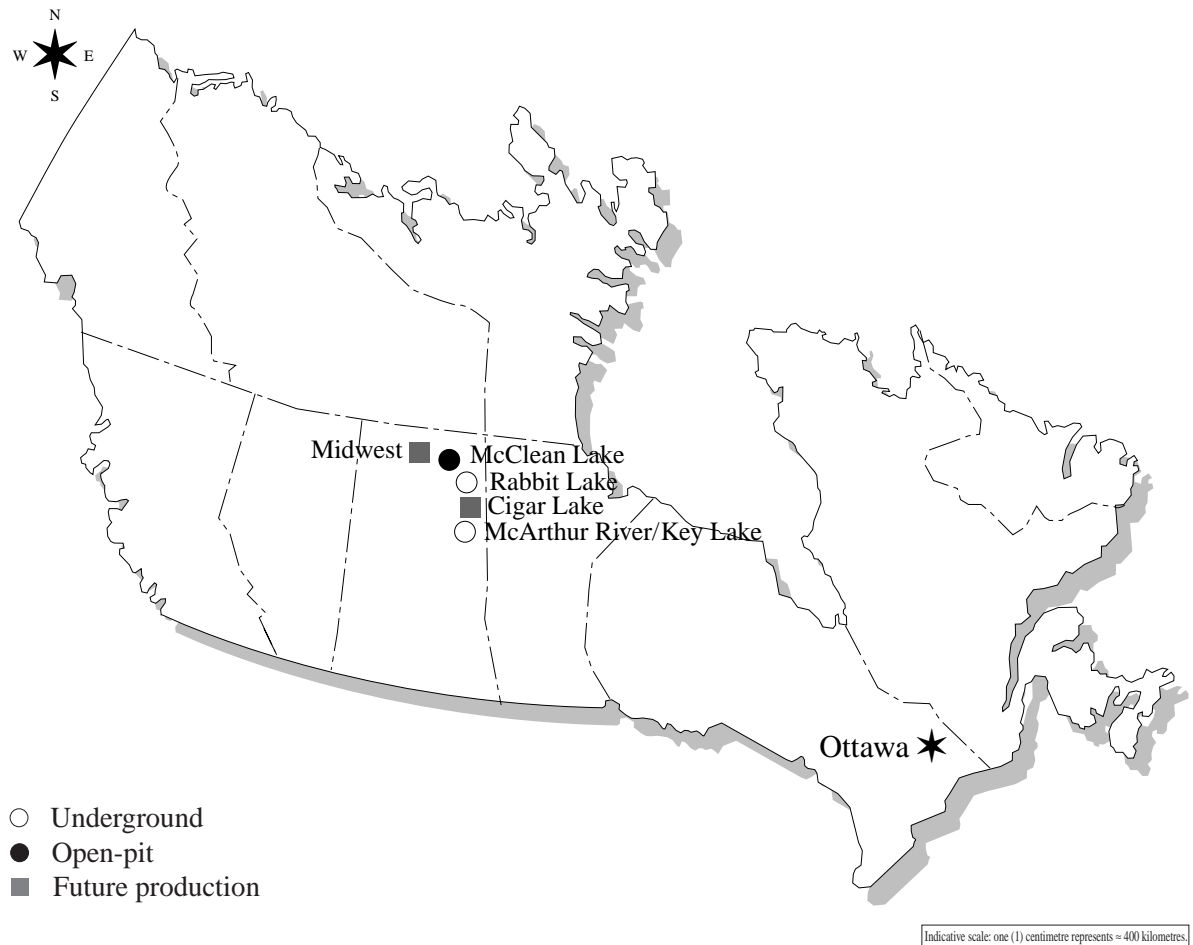 N
W E
S
Midwest
McClean Lake
Rabbit Lake
Cigar Lake
McArthur River/Key Lake
Ottawa
Underground
Open-pit
Future production
Indicative scale: one (1) centimetre represents ≈ 400 kilometres.